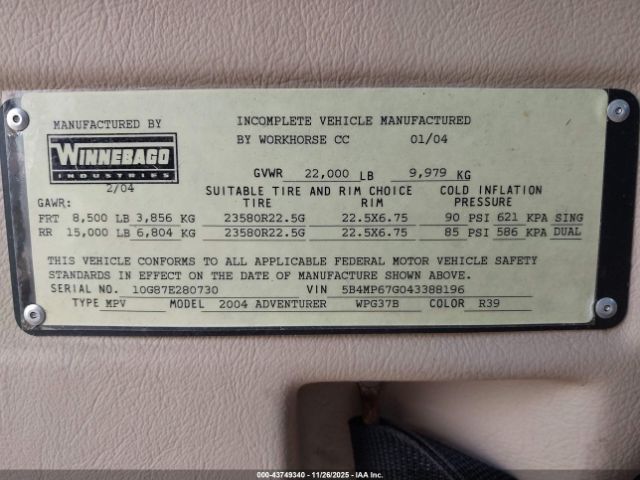 MANUFACTURED BY
WINNEBAGO
INDUSTRIES
2/04
INCOMPLETE VEHICLE MANUFACTURED
BY WORKHORSE CC 01/04
GVWR 22,000 LB 9,979 KG
SUITABLE TIRE AND RIM CHOICE COLD INFLATION
GAWR: TIRE RIM PRESSURE
FRT 8,500 LB 3,856 KG 23580R22.5G 22.5X6.75 90 PSI 621 KPA SING
RR 15,000 LB 6,804 KG 23580R22.5G 22.5X6.75 85 PSI 586 KPA DUAL
THIS VEHICLE CONFORMS TO ALL APPLICABLE FEDERAL MOTOR VEHICLE SAFETY
STANDARDS IN EFFECT ON THE DATE OF MANUFACTURE SHOWN ABOVE.
SERIAL NO. 10G87E280730 VIN 5B4MP67G043388196
TYPE MPV MODEL 2004 ADVENTURER WPG37B COLOR R39
000-43749340 - 11/26/2025 - IAA Inc.